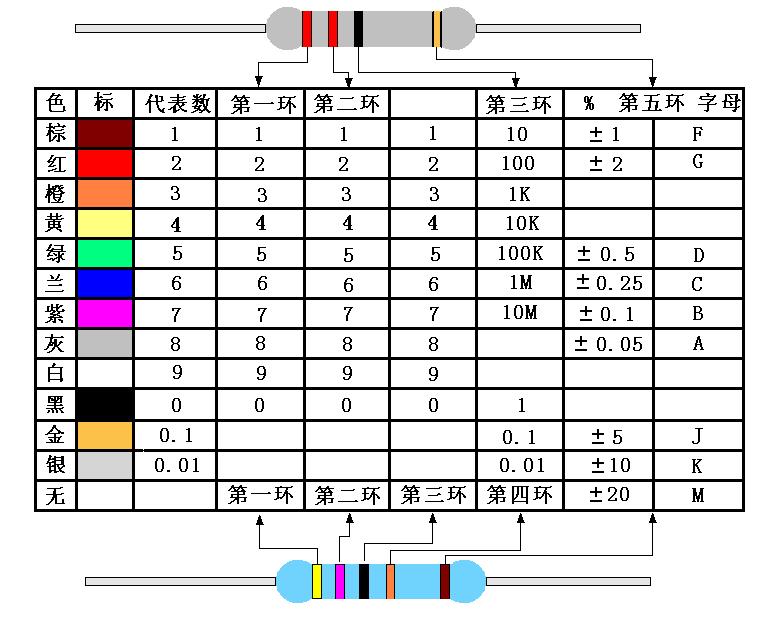 色 标 代表数 第一环 第二环 第三环 % 第五环 字母
棕 1 1 1 1 10 ±1 F
红 2 2 2 2 100 ±2 G
橙 3 3 3 3 1K
黄 4 4 4 4 10K
绿 5 5 5 5 100K ±0.5 D
兰 6 6 6 6 1M ±0.25 C
紫 7 7 7 7 10M ±0.1 B
灰 8 8 8 8 ±0.05 A
白 9 9 9 9
黑 0 0 0 0 1
金 0.1 0.1 ±5 J
银 0.01 0.01 ±10 K
无 第一环 第二环 第三环 第四环 ±20 M